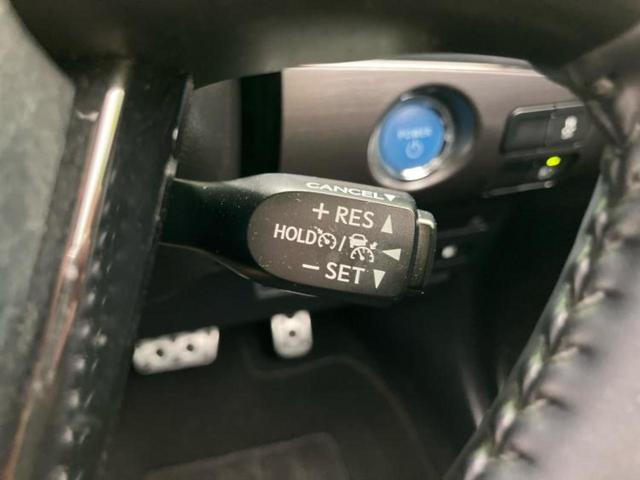 POWER
CANCEL▼
+ RES ▲
HOLD / ◀
− SET ▼